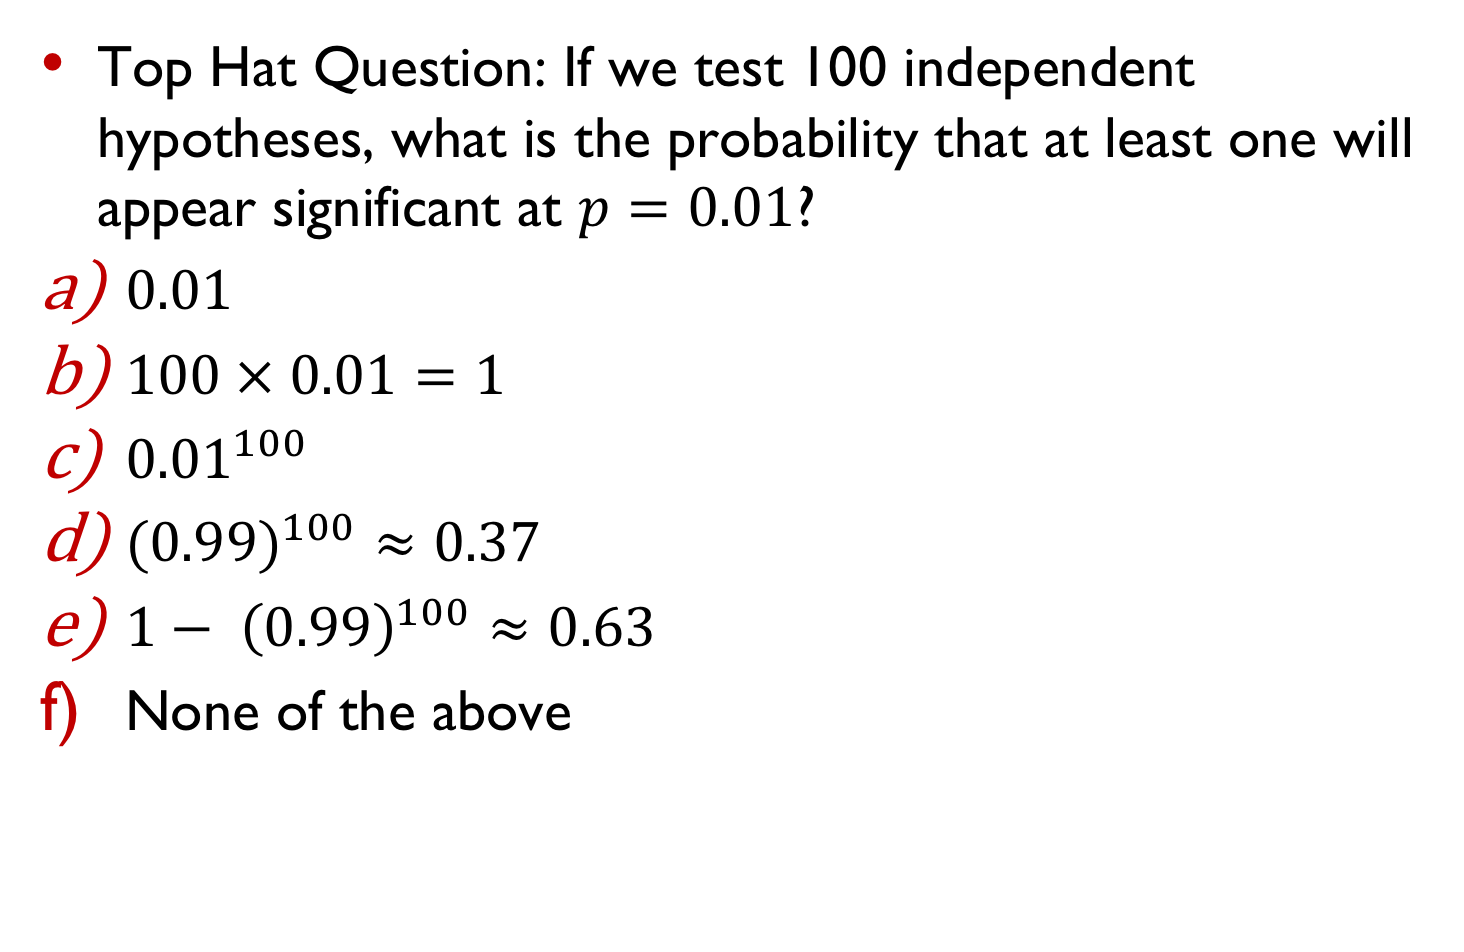 • Top Hat Question: If we test 100 independent
hypotheses, what is the probability that at least one will
appear significant at p = 0.01?
a) 0.01
b) 100 × 0.01 = 1
c) 0.01¹⁰⁰
d) (0.99)¹⁰⁰ ≈ 0.37
e) 1 − (0.99)¹⁰⁰ ≈ 0.63
f) None of the above